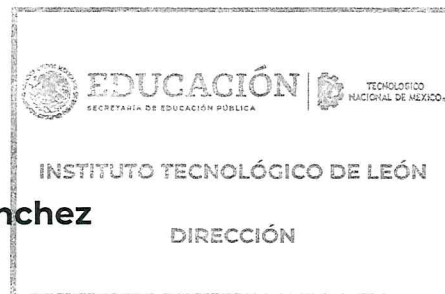 EDUCACIÓN
SECRETARÍA DE EDUCACIÓN PÚBLICA
TECNOLÓGICO
NACIONAL DE MÉXICO®
INSTITUTO TECNOLÓGICO DE LEÓN
nchez
DIRECCIÓN